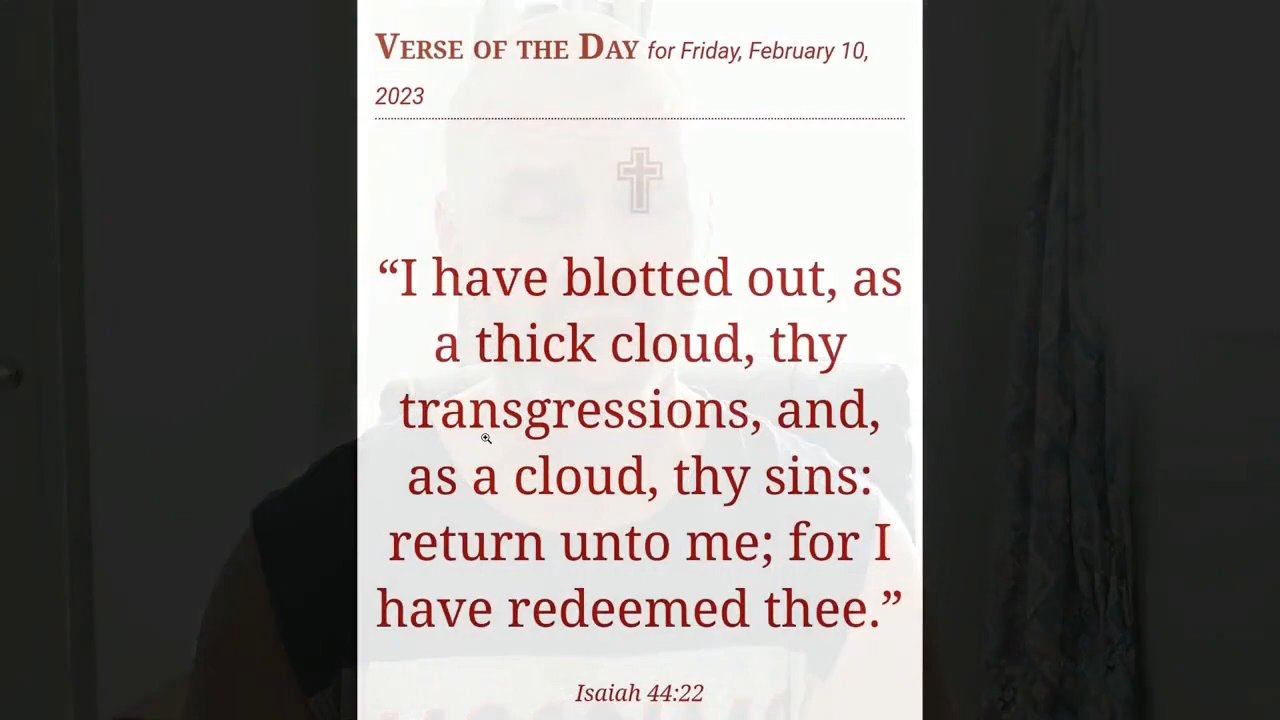 VERSE OF THE DAY for Friday, February 10,
2023
“I have blotted out, as
a thick cloud, thy
transgressions, and,
as a cloud, thy sins:
return unto me; for I
have redeemed thee.”
Isaiah 44:22